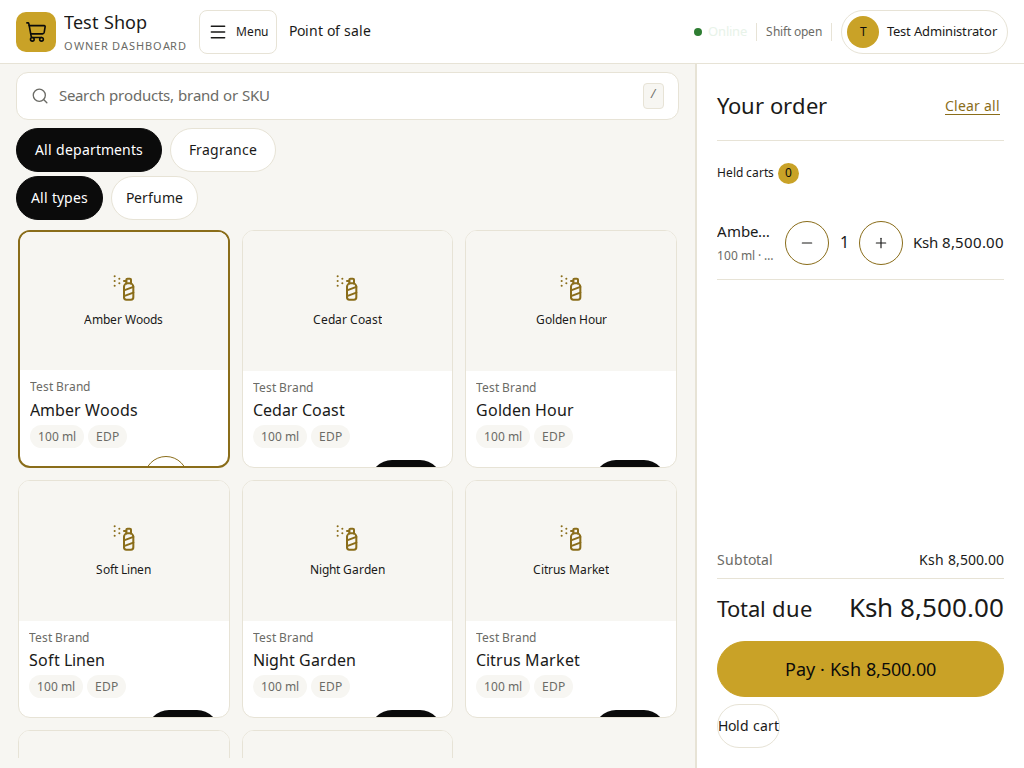 Test Shop
OWNER DASHBOARD
Menu
Point of sale
Online
Shift open
T
Test Administrator
Search products, brand or SKU
/
All departments
Fragrance
All types
Perfume
Amber Woods
Test Brand
Amber Woods
100 ml
EDP
Cedar Coast
Test Brand
Cedar Coast
100 ml
EDP
Golden Hour
Test Brand
Golden Hour
100 ml
EDP
Soft Linen
Test Brand
Soft Linen
100 ml
EDP
Night Garden
Test Brand
Night Garden
100 ml
EDP
Citrus Market
Test Brand
Citrus Market
100 ml
EDP
Your order
Clear all
Held carts 0
Ambe...
100 ml · ...
1
Ksh 8,500.00
Subtotal
Ksh 8,500.00
Total due
Ksh 8,500.00
Pay · Ksh 8,500.00
Hold cart